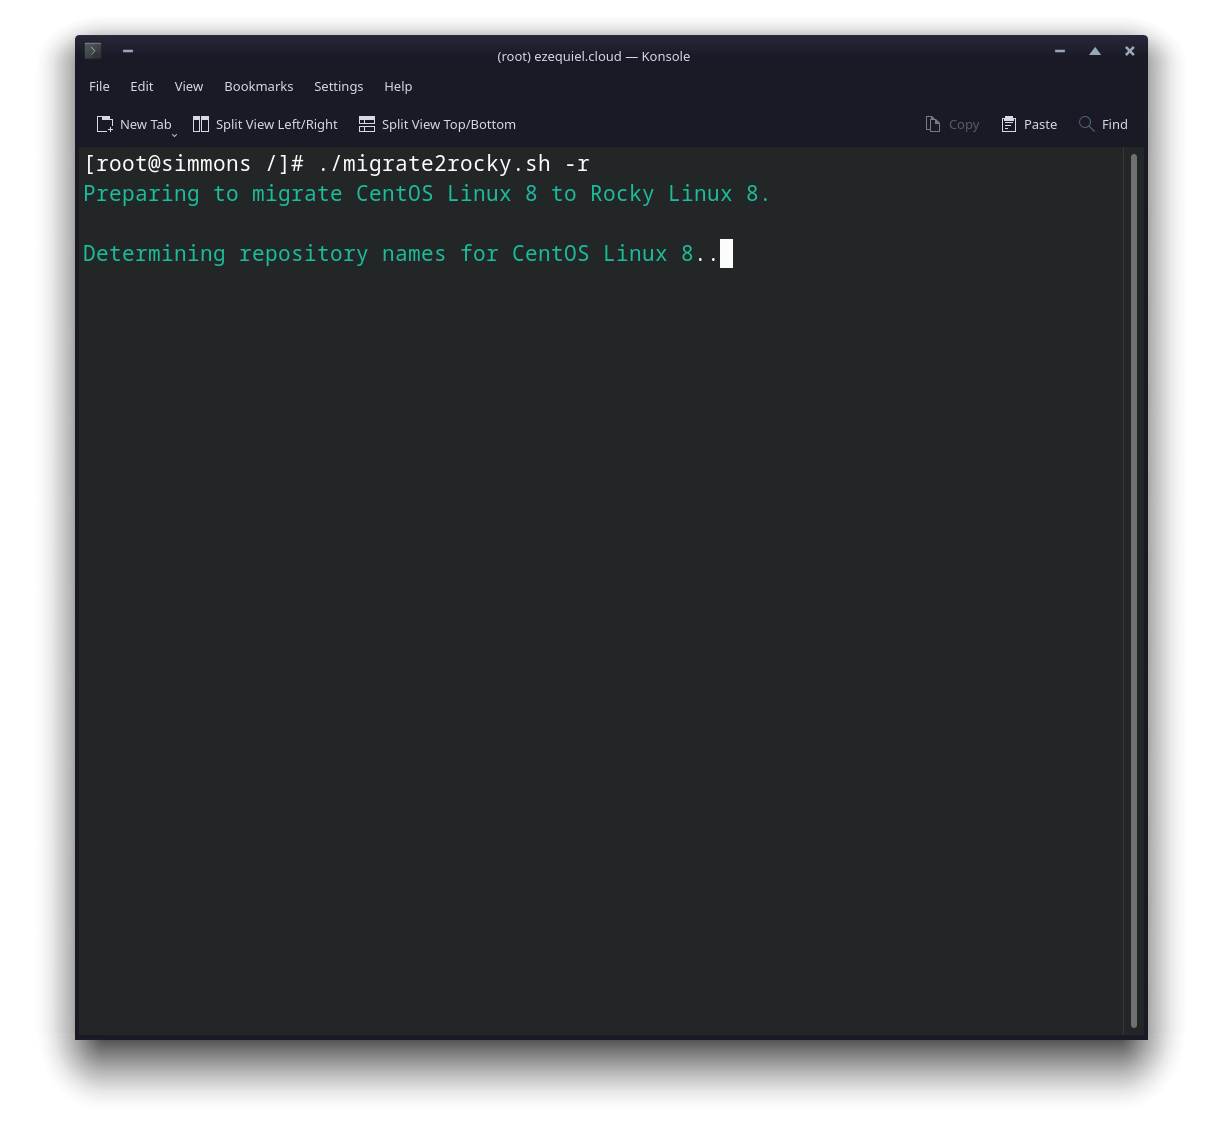 (root) ezequiel.cloud — Konsole
File Edit View Bookmarks Settings Help
New Tab Split View Left/Right Split View Top/Bottom Copy Paste Find
[root@simmons /]# ./migrate2rocky.sh -r
Preparing to migrate CentOS Linux 8 to Rocky Linux 8.
Determining repository names for CentOS Linux 8..